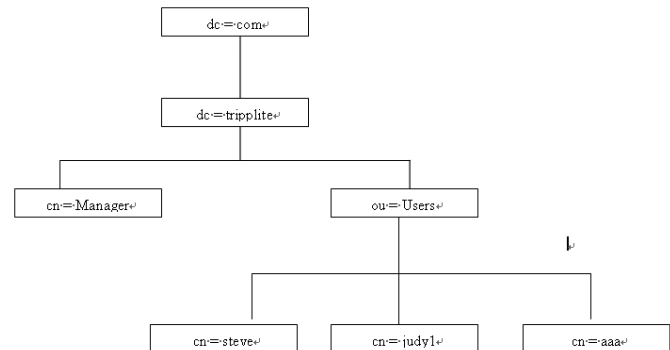 dc = com
dc = tripplite
cn = Manager
ou = Users
cn = steve
cn = judy1
cn = aaa